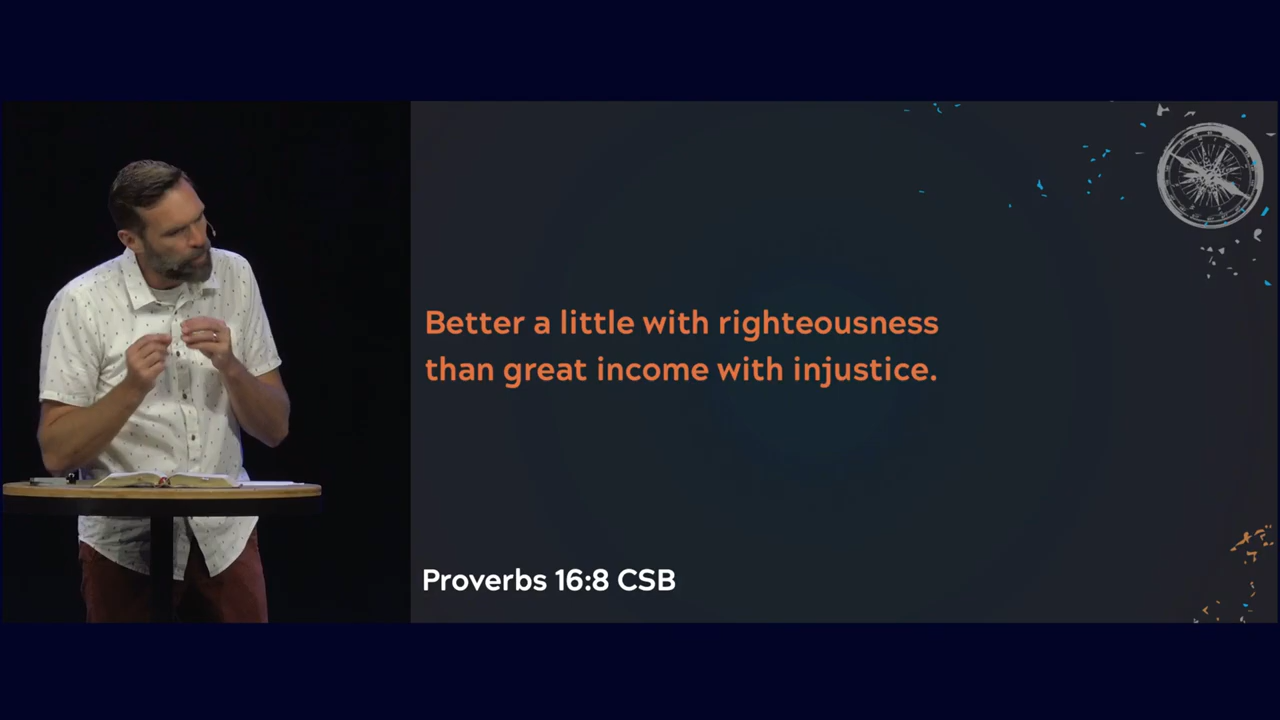 Better a little with righteousness
than great income with injustice.
Proverbs 16:8 CSB